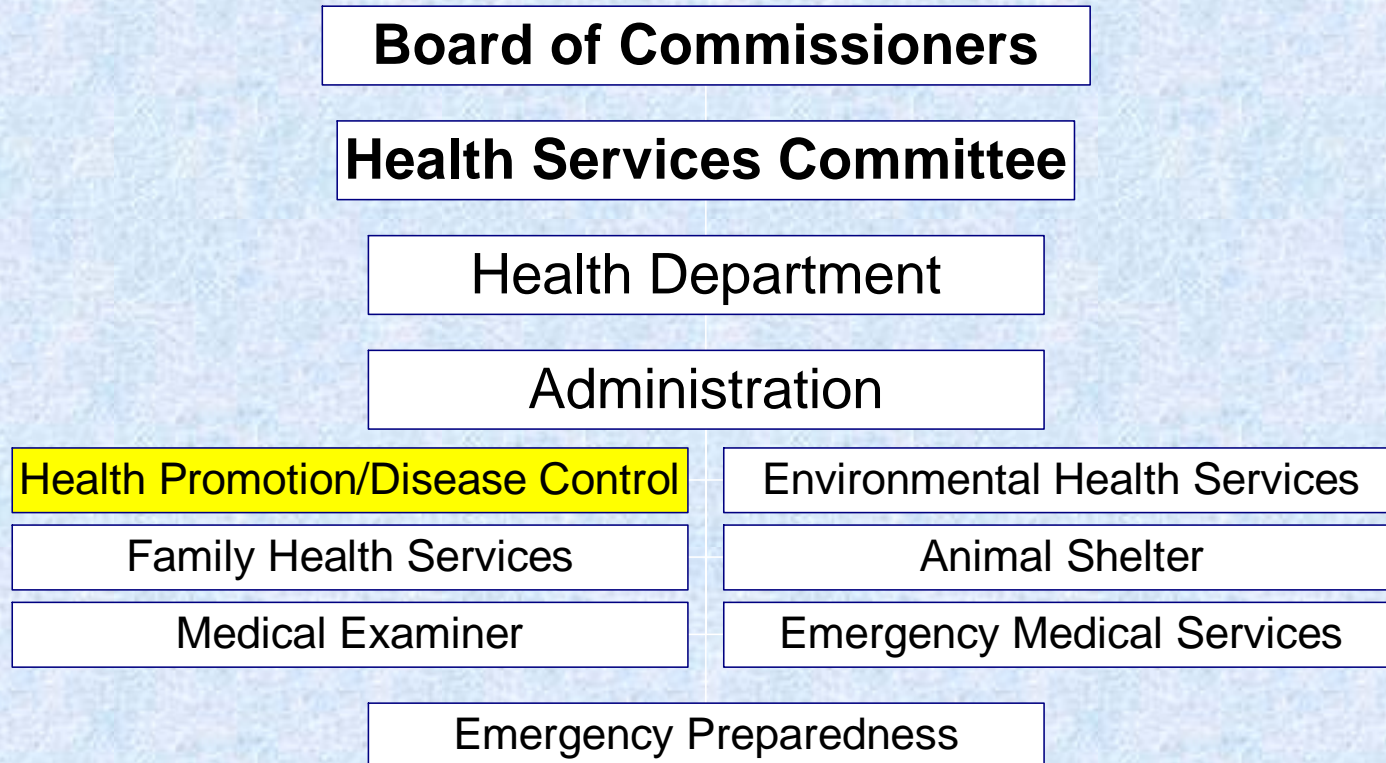 Board of Commissioners
Health Services Committee
Health Department
Administration
Health Promotion/Disease Control
Environmental Health Services
Family Health Services
Animal Shelter
Medical Examiner
Emergency Medical Services
Emergency Preparedness